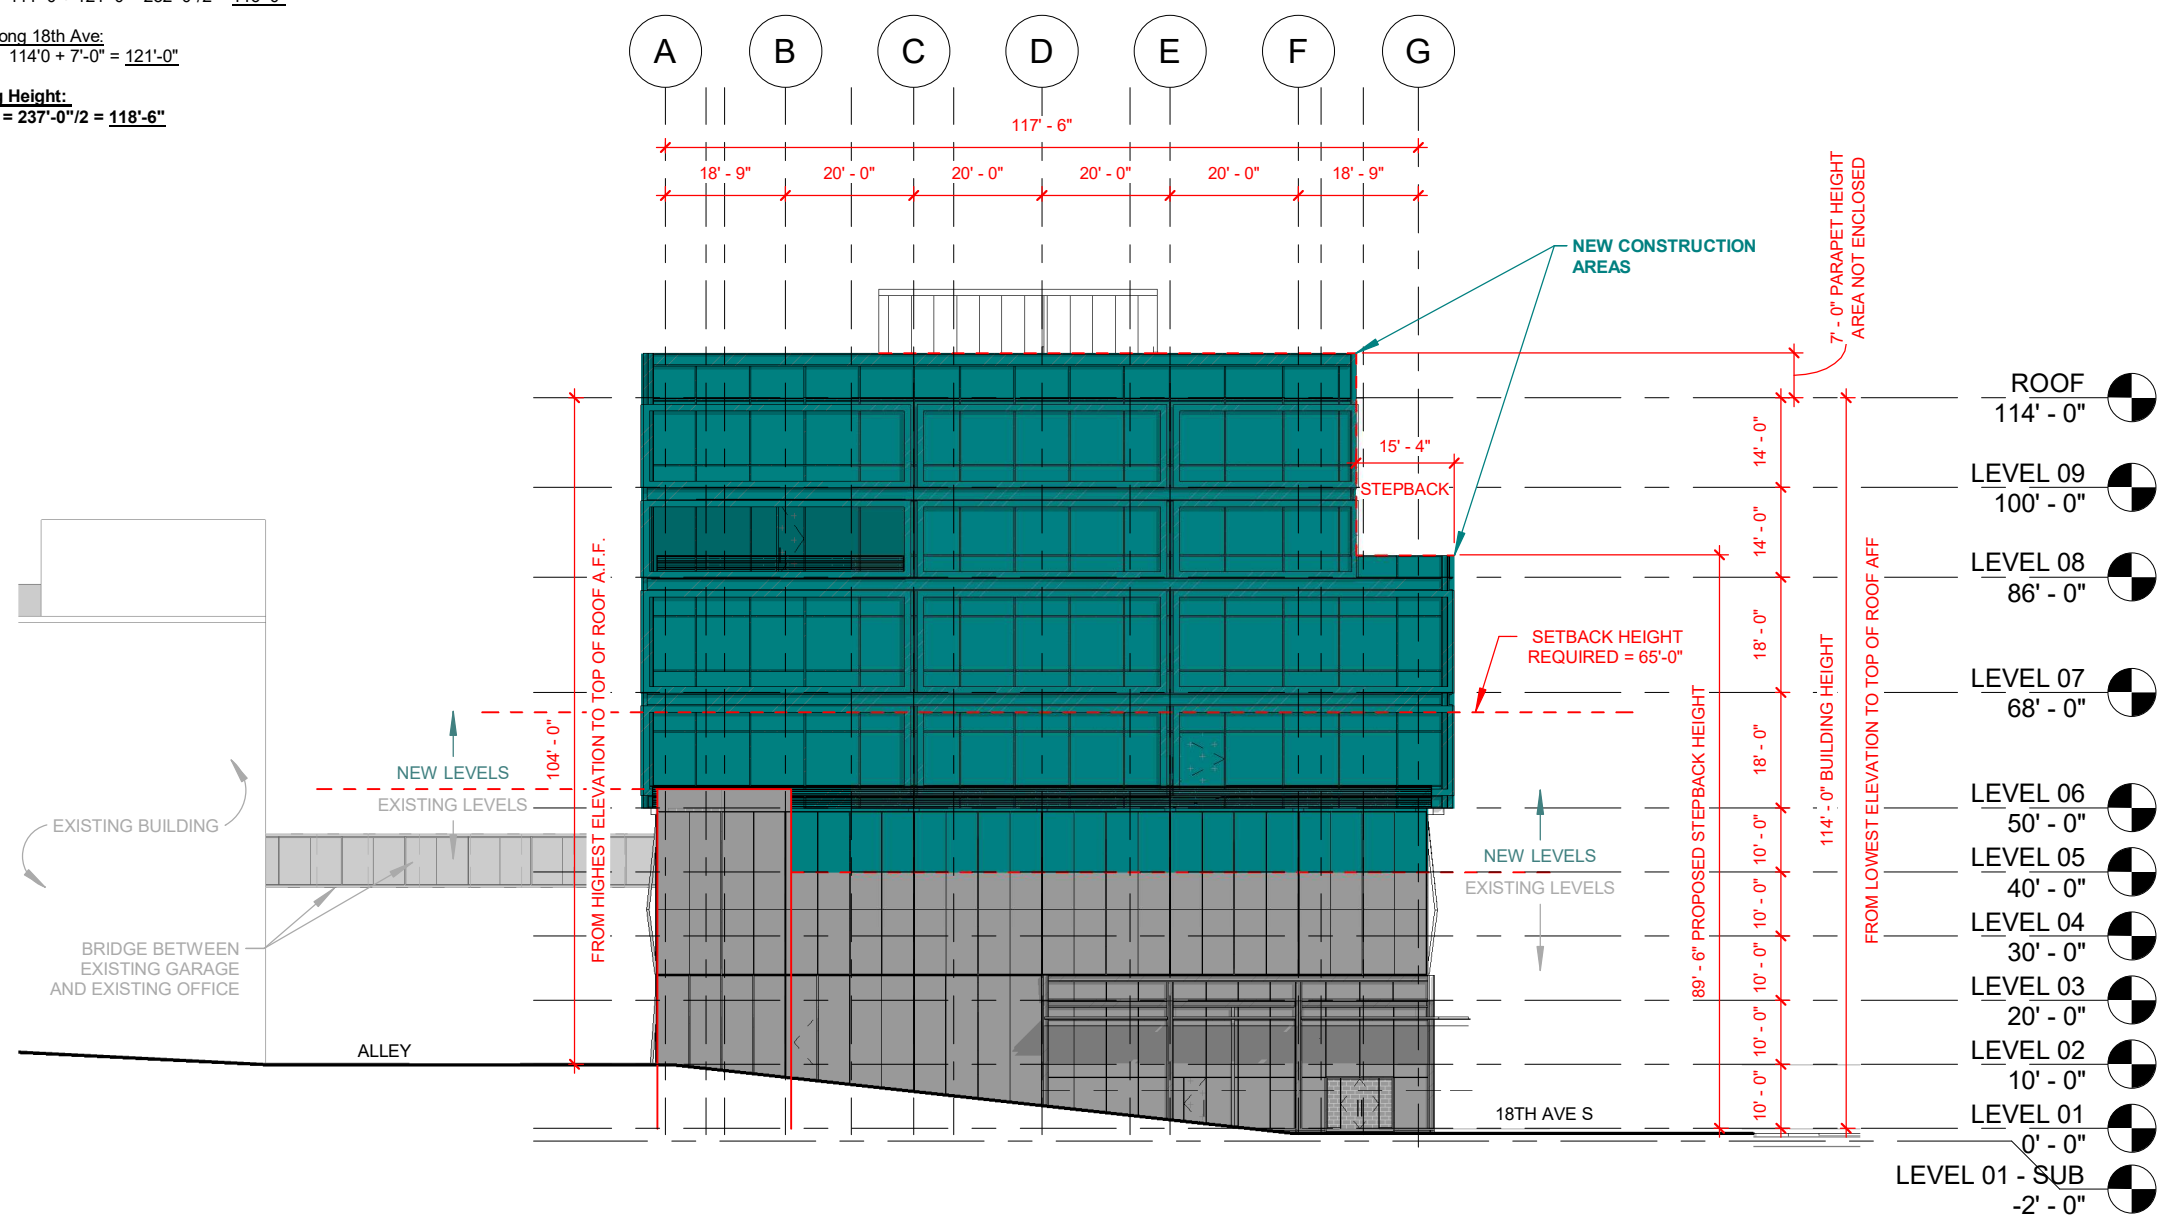 ong 18th Ave:
114'0 + 7'-0" = 121'-0"
g Height:
= 237'-0"/2 = 118'-6"
A
B
C
D
E
F
G
117' - 6"
18' - 9"
20' - 0"
20' - 0"
20' - 0"
20' - 0"
18' - 9"
NEW CONSTRUCTION
AREAS
7' - 0" PARAPET HEIGHT
AREA NOT ENCLOSED
15' - 4"
STEPBACK
SETBACK HEIGHT
REQUIRED = 65'-0"
104' - 0"
FROM HIGHEST ELEVATION TO TOP OF ROOF A.F.F.
NEW LEVELS
EXISTING LEVELS
EXISTING BUILDING
BRIDGE BETWEEN
EXISTING GARAGE
AND EXISTING OFFICE
ALLEY
NEW LEVELS
EXISTING LEVELS
18TH AVE S
89' - 6" PROPOSED STEPBACK HEIGHT
14' - 0"
14' - 0"
18' - 0"
18' - 0"
10' - 0"
10' - 0"
10' - 0"
10' - 0"
10' - 0"
114' - 0" BUILDING HEIGHT
FROM LOWEST ELEVATION TO TOP OF ROOF AFF
ROOF
114' - 0"
LEVEL 09
100' - 0"
LEVEL 08
86' - 0"
LEVEL 07
68' - 0"
LEVEL 06
50' - 0"
LEVEL 05
40' - 0"
LEVEL 04
30' - 0"
LEVEL 03
20' - 0"
LEVEL 02
10' - 0"
LEVEL 01
0' - 0"
LEVEL 01 - SUB
-2' - 0"